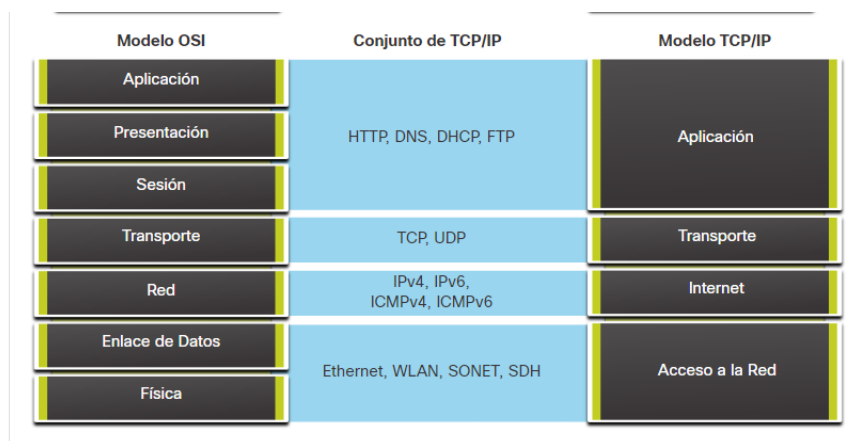 Modelo OSI
Conjunto de TCP/IP
Modelo TCP/IP
Aplicación
Presentación
Sesión
HTTP, DNS, DHCP, FTP
Aplicación
Transporte
TCP, UDP
Transporte
Red
IPv4, IPv6,
ICMPv4, ICMPv6
Internet
Enlace de Datos
Física
Ethernet, WLAN, SONET, SDH
Acceso a la Red